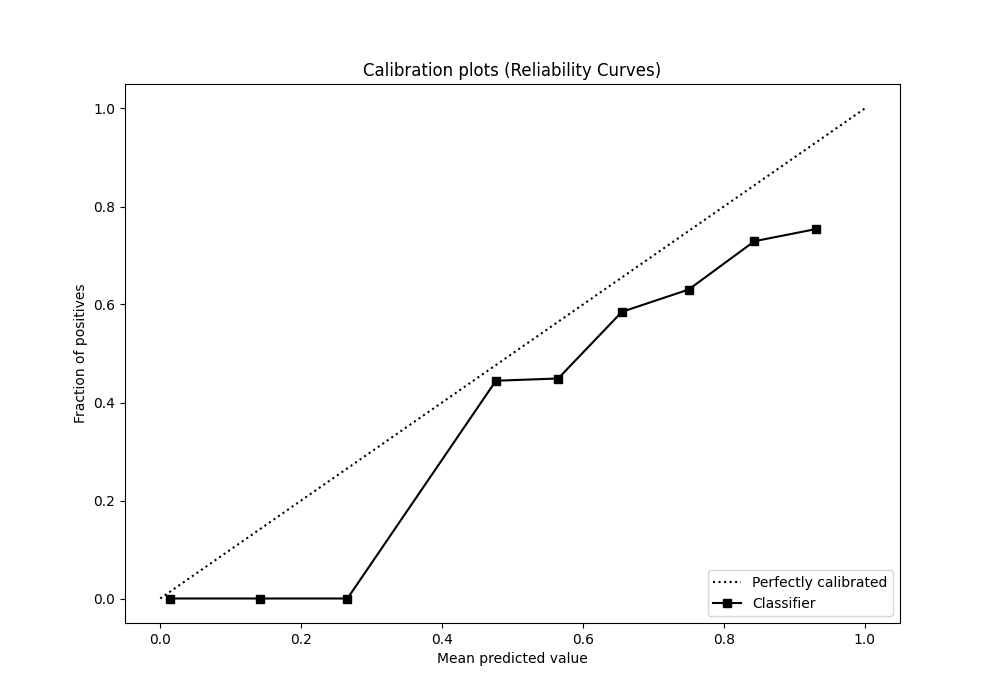 Calibration plots (Reliability Curves)
1.0
0.8
0.6
0.4
0.2
0.0
Fraction of positives
0.0 0.2 0.4 0.6 0.8 1.0
Mean predicted value
Perfectly calibrated
Classifier